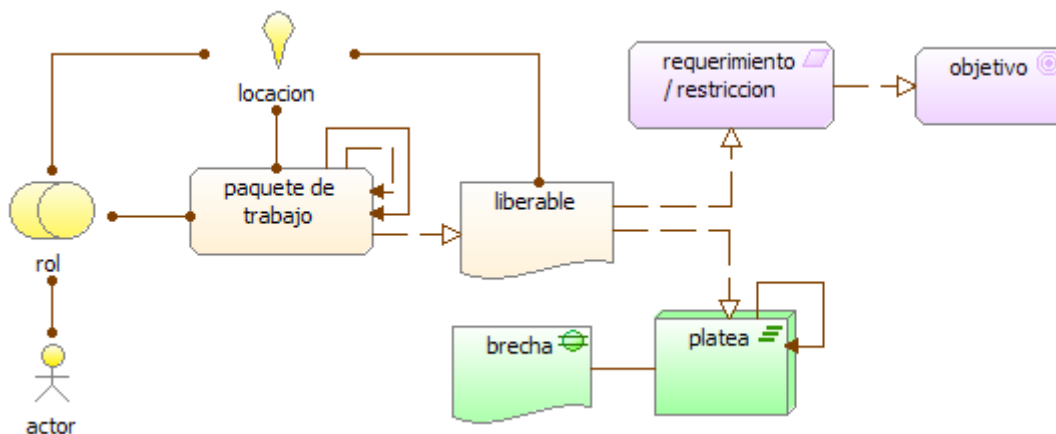 locacion
requerimiento
/ restriccion
objetivo
paquete de
trabajo
liberable
rol
brecha
platea
actor